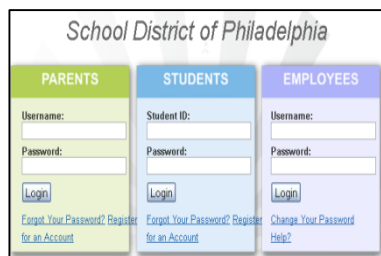 School District of Philadelphia
PARENTS
Username:
Password:
Login
Forgot Your Password? Register
for an Account
STUDENTS
Student ID:
Password:
Login
Forgot Your Password? Register
for an Account
EMPLOYEES
Username:
Password:
Login
Change Your Password
Help?